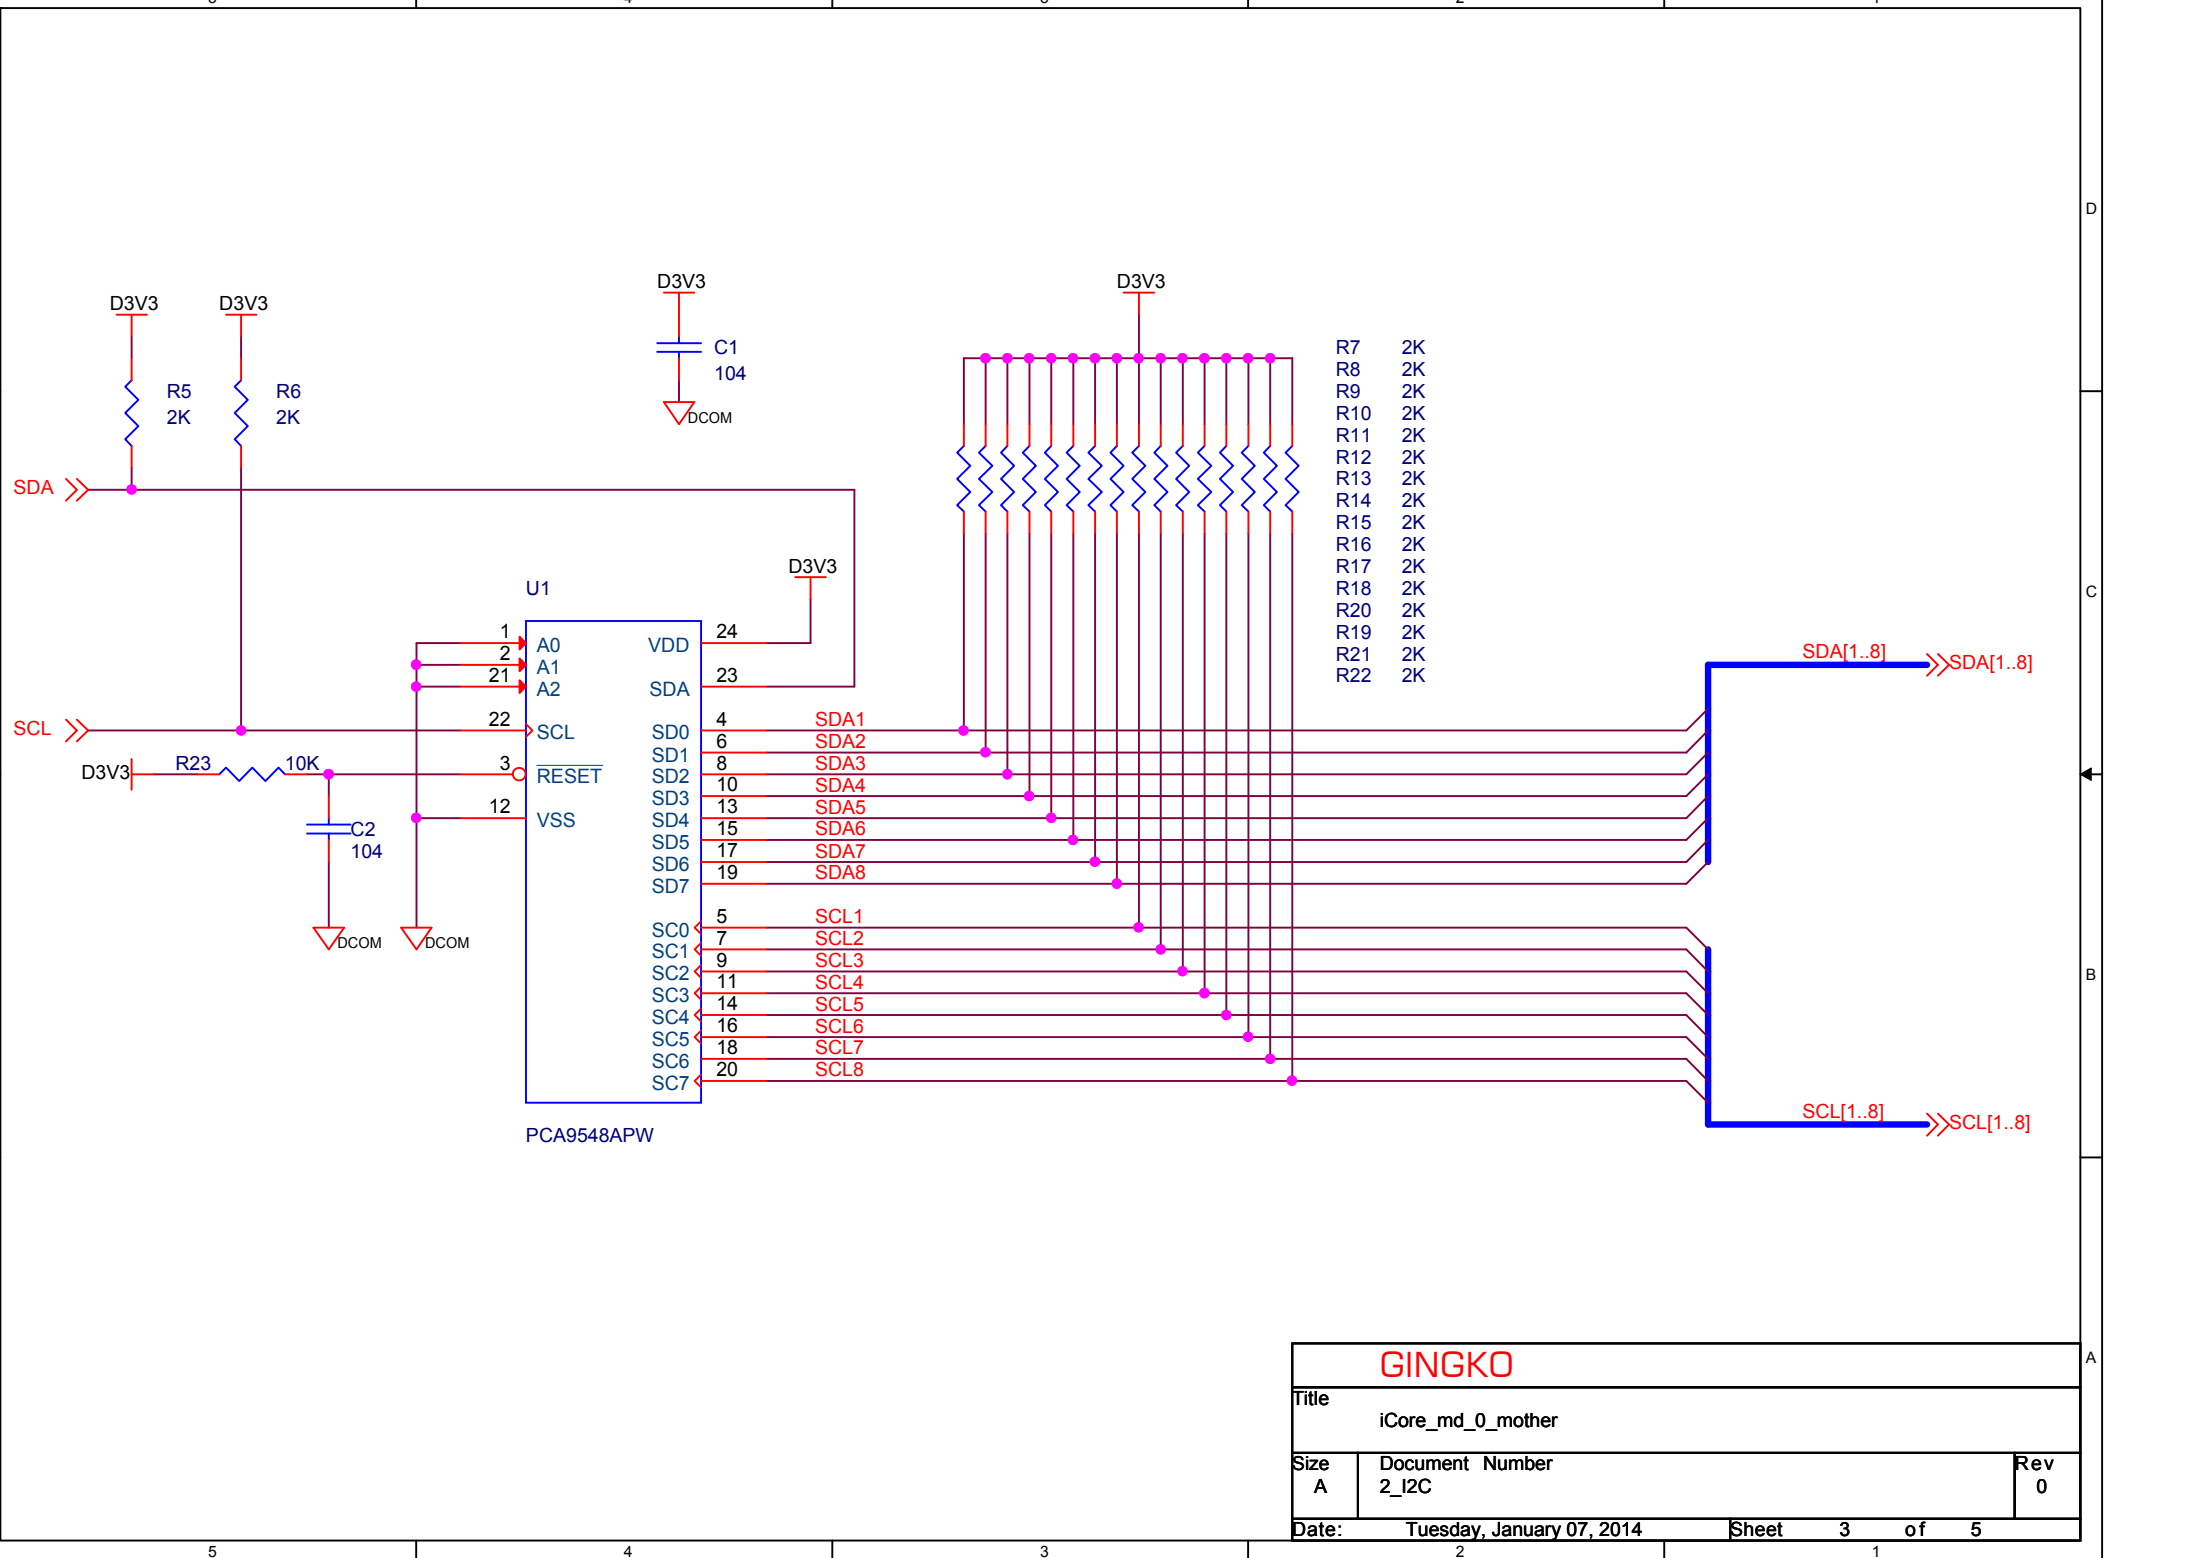 5 4 3 2 1
D
C
B
A
D3V3
D3V3
R5
2K
R6
2K
SDA
SCL
D3V3
R23
10K
C2
104
DCOM
DCOM
D3V3
C1
104
DCOM
D3V3
U1
1 A0
2 A1
21 A2
22 SCL
3 RESET
12 VSS
VDD 24
SDA 23
SD0 4 SDA1
SD1 6 SDA2
SD2 8 SDA3
SD3 10 SDA4
SD4 13 SDA5
SD5 15 SDA6
SD6 17 SDA7
SD7 19 SDA8
SC0 5 SCL1
SC1 7 SCL2
SC2 9 SCL3
SC3 11 SCL4
SC4 14 SCL5
SC5 16 SCL6
SC6 18 SCL7
SC7 20 SCL8
PCA9548APW
D3V3
R7 2K
R8 2K
R9 2K
R10 2K
R11 2K
R12 2K
R13 2K
R14 2K
R15 2K
R16 2K
R17 2K
R18 2K
R20 2K
R19 2K
R21 2K
R22 2K
SDA[1..8] SDA[1..8]
SCL[1..8] SCL[1..8]
GINGKO
Title
iCore_md_0_mother
Size Document Number Rev
A 2_I2C 0
Date: Tuesday, January 07, 2014 Sheet 3 of 5
5 4 3 2 1